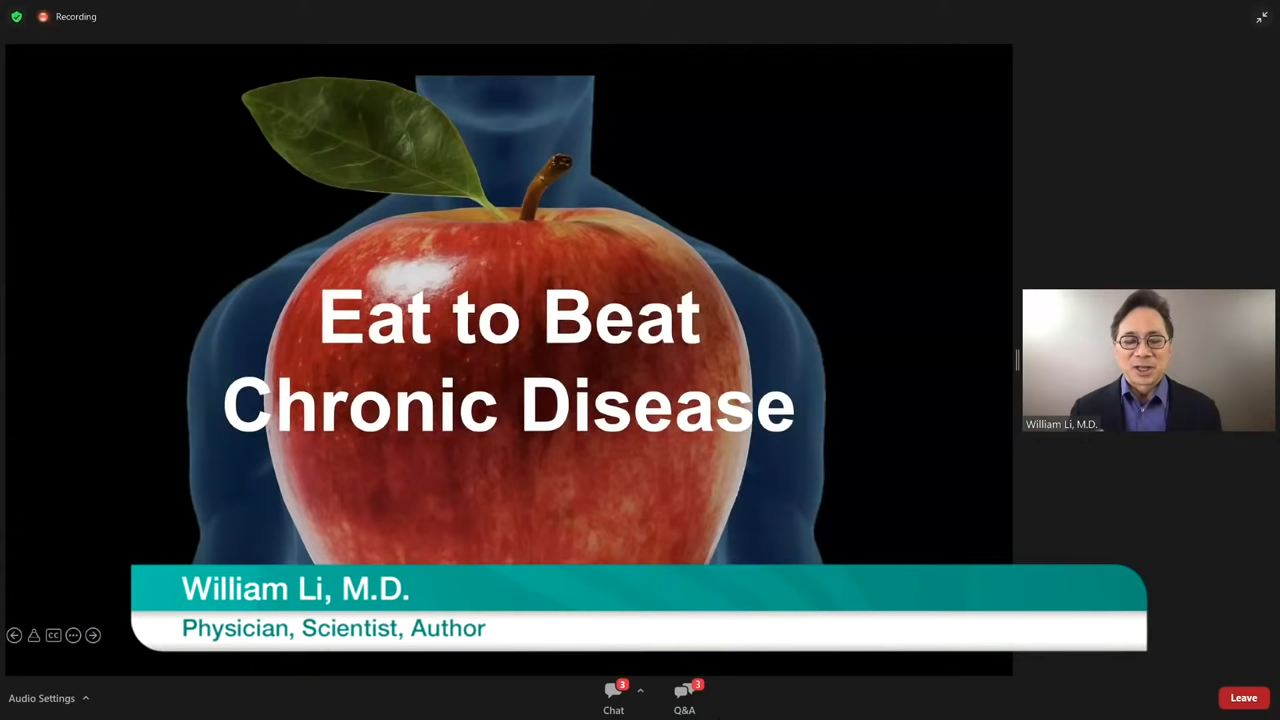 Recording
Eat to Beat
Chronic Disease
William Li, M.D.
William Li, M.D.
Physician, Scientist, Author
CC
Audio Settings
3
Chat
3
Q&A
Leave